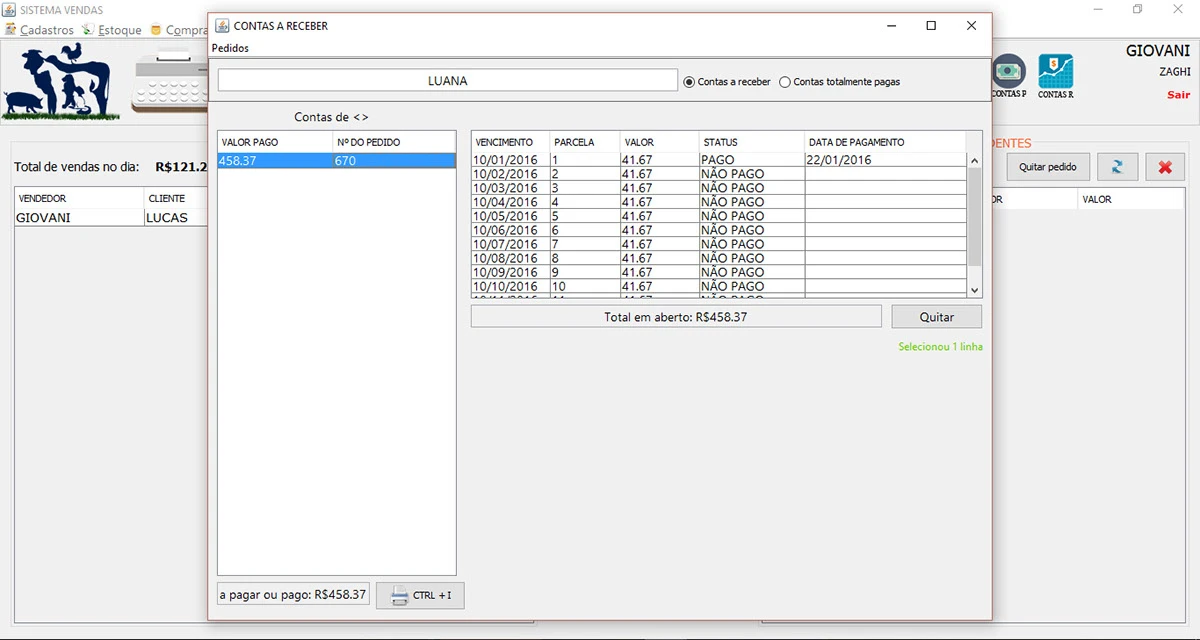 SISTEMA VENDAS
Cadastros Estoque Compra
CONTAS A RECEBER
Pedidos
LUANA
Contas a receber Contas totalmente pagas
CONTAS P CONTAS R
GIOVANI
ZAGHI
Sair
Contas de <>
VALOR PAGO Nº DO PEDIDO
458.37 670
VENCIMENTO PARCELA VALOR STATUS DATA DE PAGAMENTO
10/01/2016 1 41.67 PAGO 22/01/2016
10/02/2016 2 41.67 NÃO PAGO
10/03/2016 3 41.67 NÃO PAGO
10/04/2016 4 41.67 NÃO PAGO
10/05/2016 5 41.67 NÃO PAGO
10/06/2016 6 41.67 NÃO PAGO
10/07/2016 7 41.67 NÃO PAGO
10/08/2016 8 41.67 NÃO PAGO
10/09/2016 9 41.67 NÃO PAGO
10/10/2016 10 41.67 NÃO PAGO
Total em aberto: R$458.37 Quitar
Selecionou 1 linha
a pagar ou pago: R$458.37 CTRL + I
Total de vendas no dia: R$121.2
VENDEDOR CLIENTE
GIOVANI LUCAS
DENTES
Quitar pedido
OR VALOR